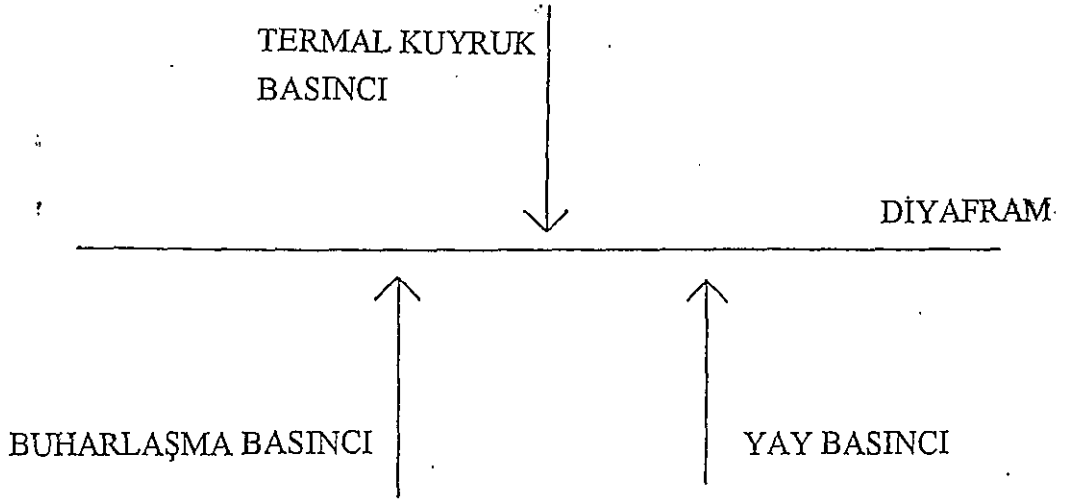 TERMAL KUYRUK
BASINCI
DİYAFRAM
BUHARLAŞMA BASINCI
YAY BASINCI